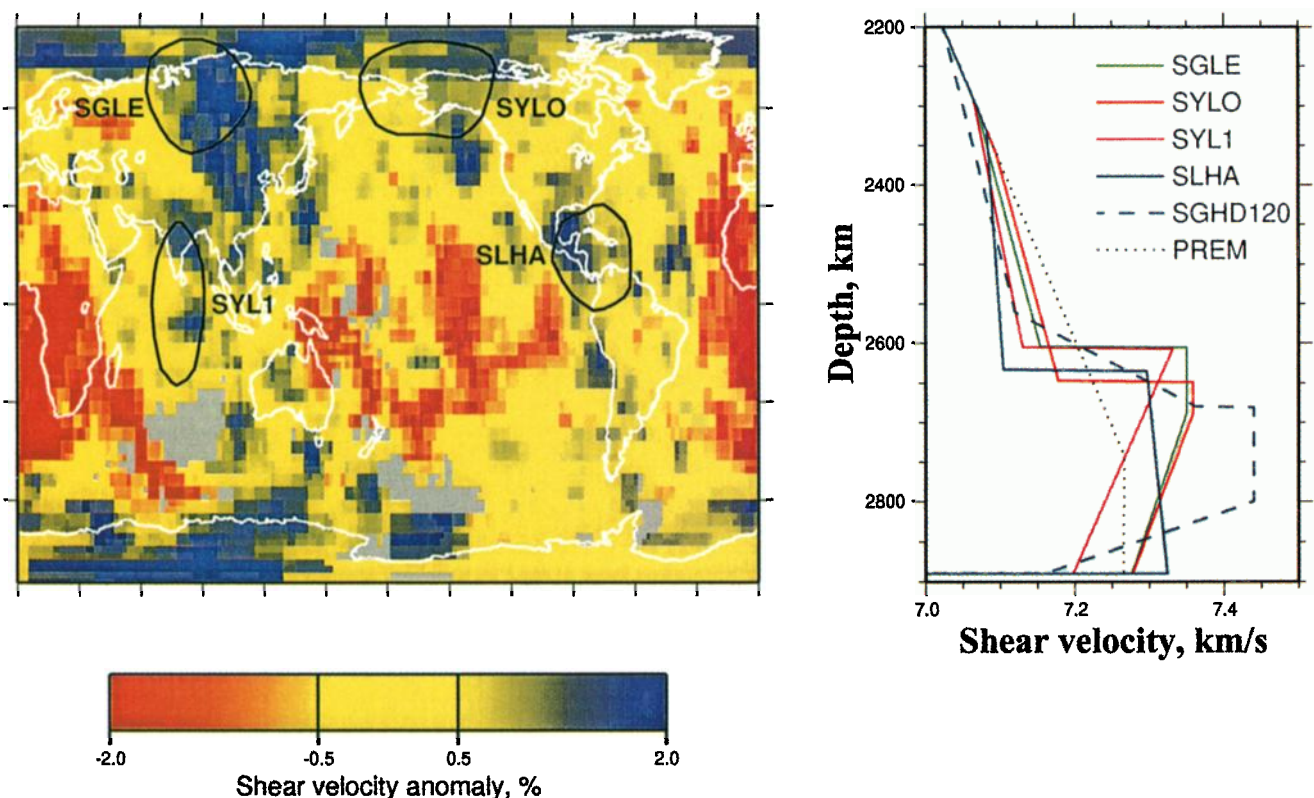 SGLE
SYLO
SLHA
SYL1
-2.0
-0.5
0.5
2.0
Shear velocity anomaly, %
2200
2400
2600
2800
Depth, km
SGLE
SYLO
SYL1
SLHA
SGHD120
PREM
7.0
7.2
7.4
Shear velocity, km/s